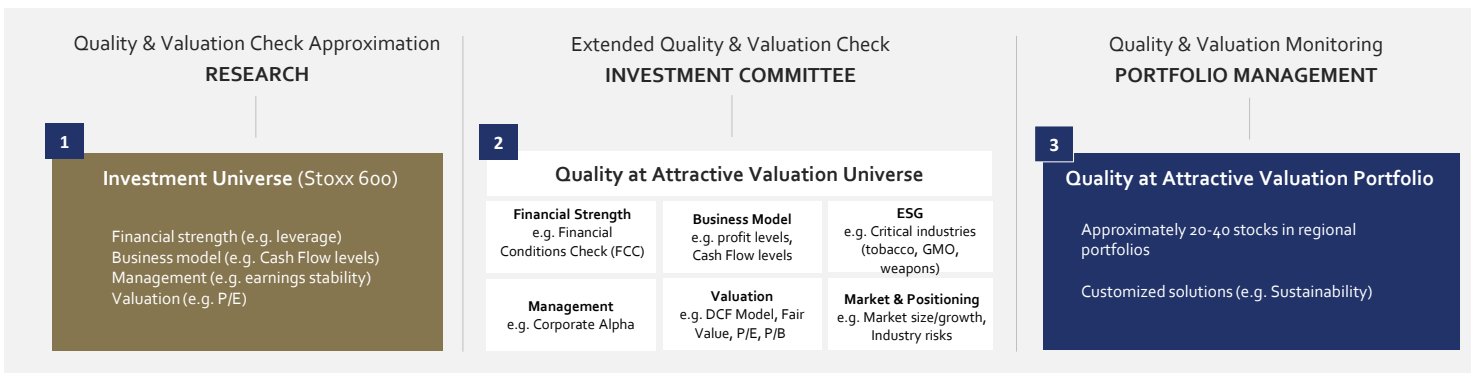 Quality & Valuation Check Approximation
RESEARCH
1
Investment Universe (Stoxx 600)
Financial strength (e.g. leverage)
Business model (e.g. Cash Flow levels)
Management (e.g. earnings stability)
Valuation (e.g. P/E)
Extended Quality & Valuation Check
INVESTMENT COMMITTEE
2
Quality at Attractive Valuation Universe
Financial Strength
e.g. Financial
Conditions Check (FCC)
Business Model
e.g. profit levels,
Cash Flow levels
ESG
e.g. Critical industries
(tobacco, GMO,
weapons)
Management
e.g. Corporate Alpha
Valuation
e.g. DCF Model, Fair
Value, P/E, P/B
Market & Positioning
e.g. Market size/growth,
Industry risks
Quality & Valuation Monitoring
PORTFOLIO MANAGEMENT
3
Quality at Attractive Valuation Portfolio
Approximately 20-40 stocks in regional
portfolios
Customized solutions (e.g. Sustainability)